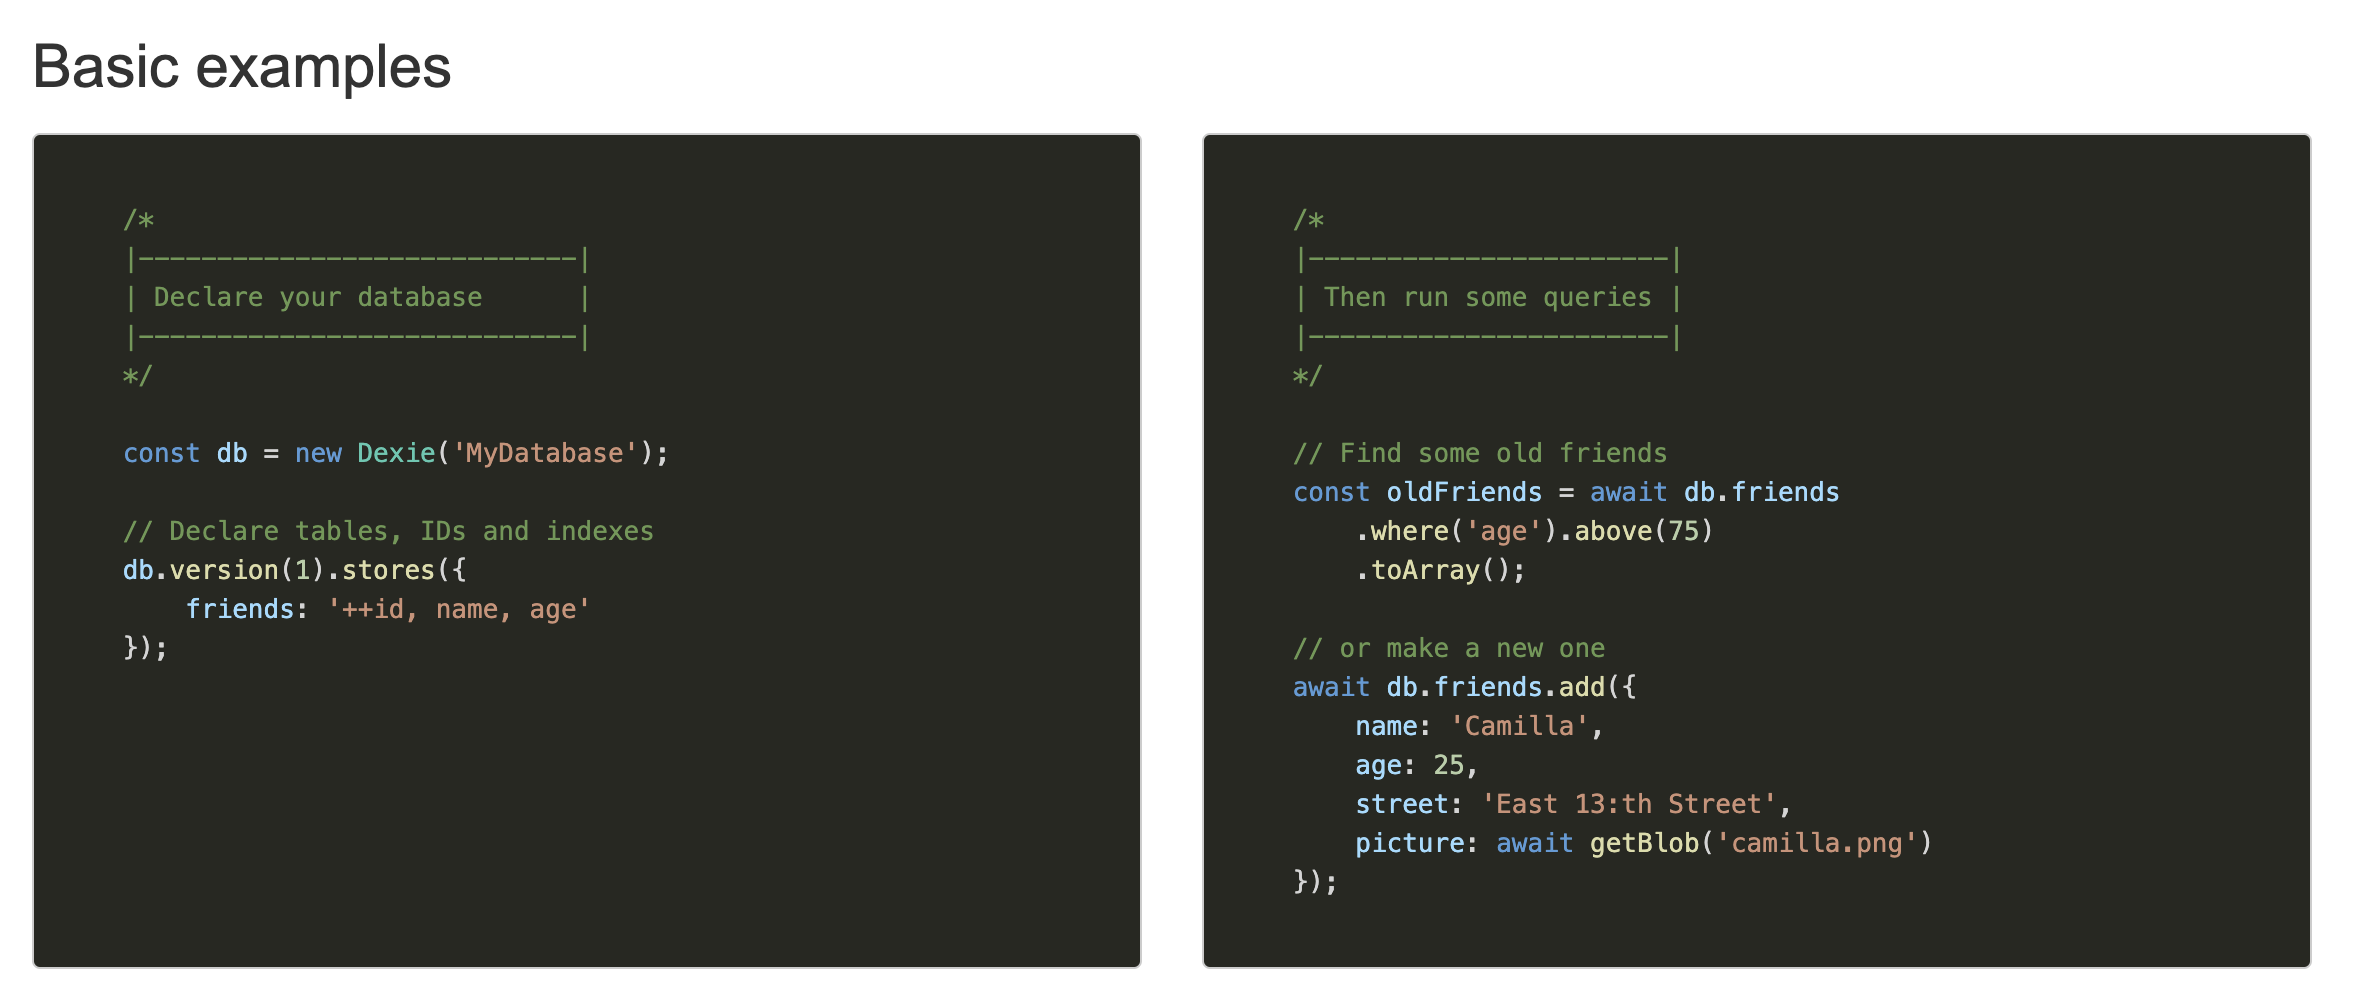 Basic examples
/*
|----------------------------|
| Declare your database      |
|----------------------------|
*/
const db = new Dexie('MyDatabase');
// Declare tables, IDs and indexes
db.version(1).stores({
    friends: '++id, name, age'
});
/*
|-----------------------|
| Then run some queries |
|-----------------------|
*/
// Find some old friends
const oldFriends = await db.friends
    .where('age').above(75)
    .toArray();
// or make a new one
await db.friends.add({
    name: 'Camilla',
    age: 25,
    street: 'East 13:th Street',
    picture: await getBlob('camilla.png')
});